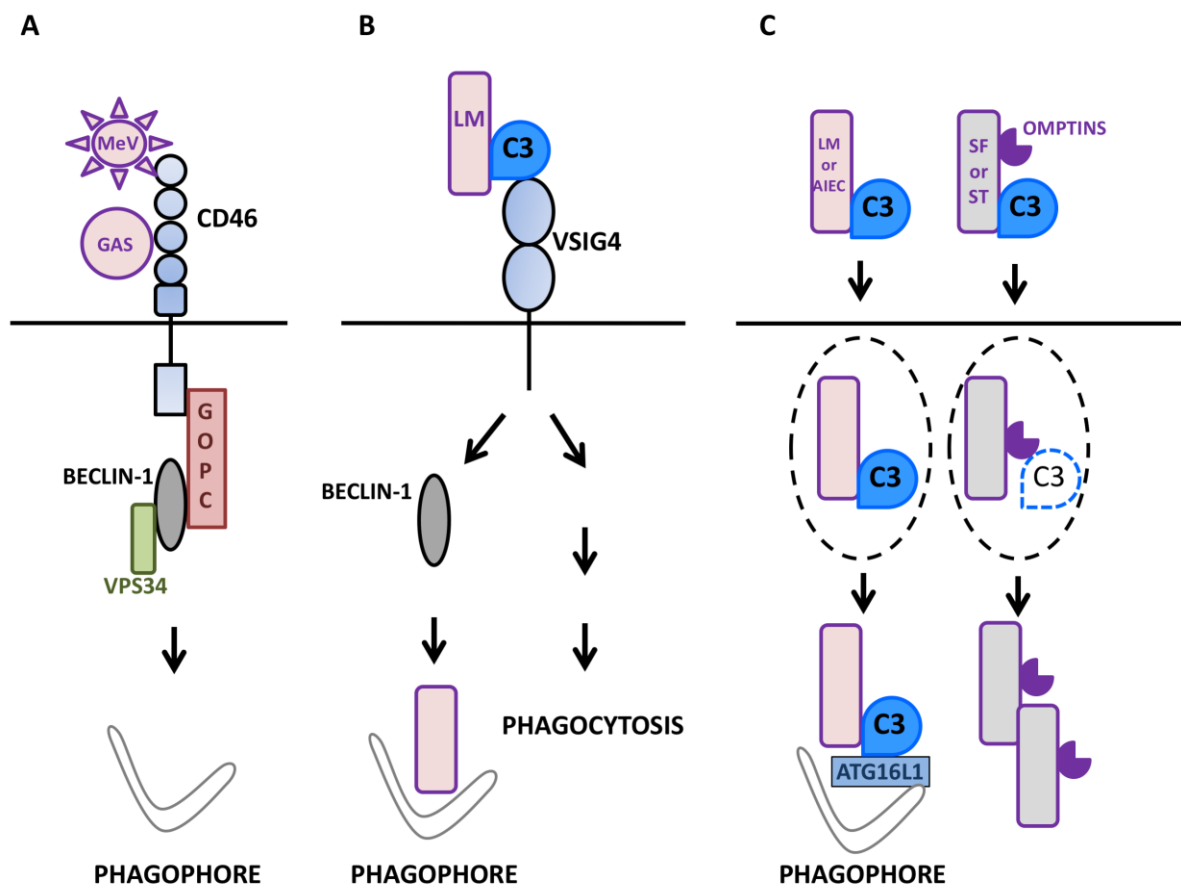 A
MeV
GAS
CD46
G
O
P
C
BECLIN-1
VPS34
PHAGOPHORE
B
LM
C3
VSIG4
BECLIN-1
PHAGOCYTOSIS
PHAGOPHORE
C
LM
or
AIEC
C3
SF
or
ST
OMPTINS
C3
C3
C3
C3
ATG16L1
PHAGOPHORE